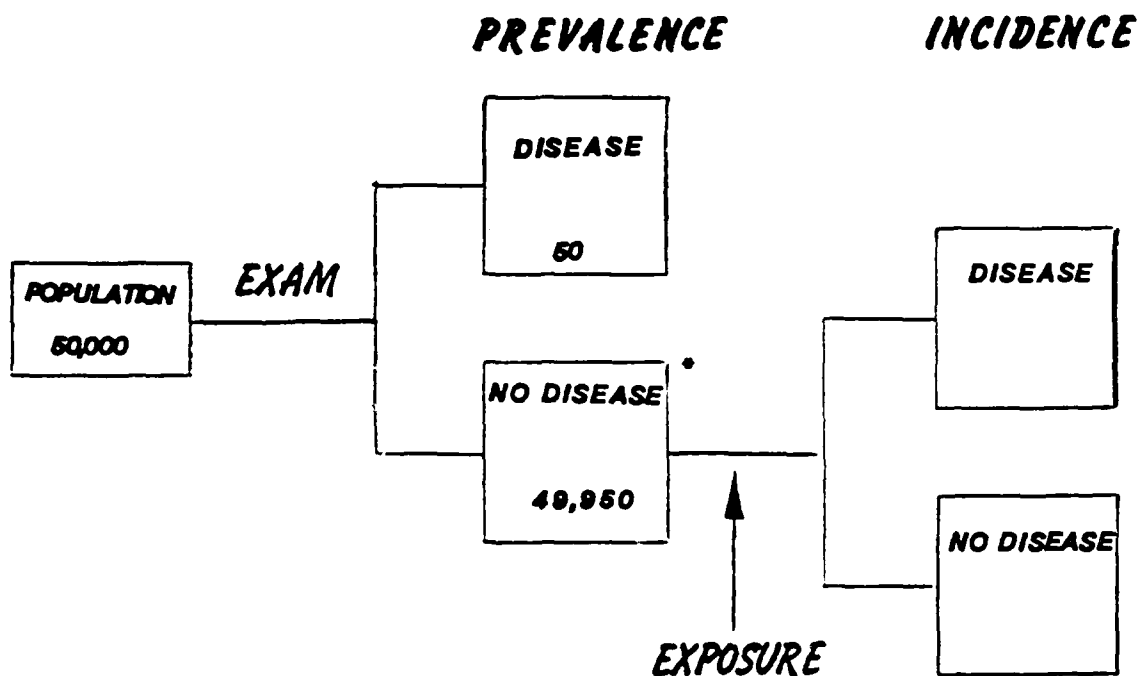 PREVALENCE
INCIDENCE
DISEASE
50
POPULATION
50,000
EXAM
NO DISEASE *
49,950
EXPOSURE
DISEASE
NO DISEASE